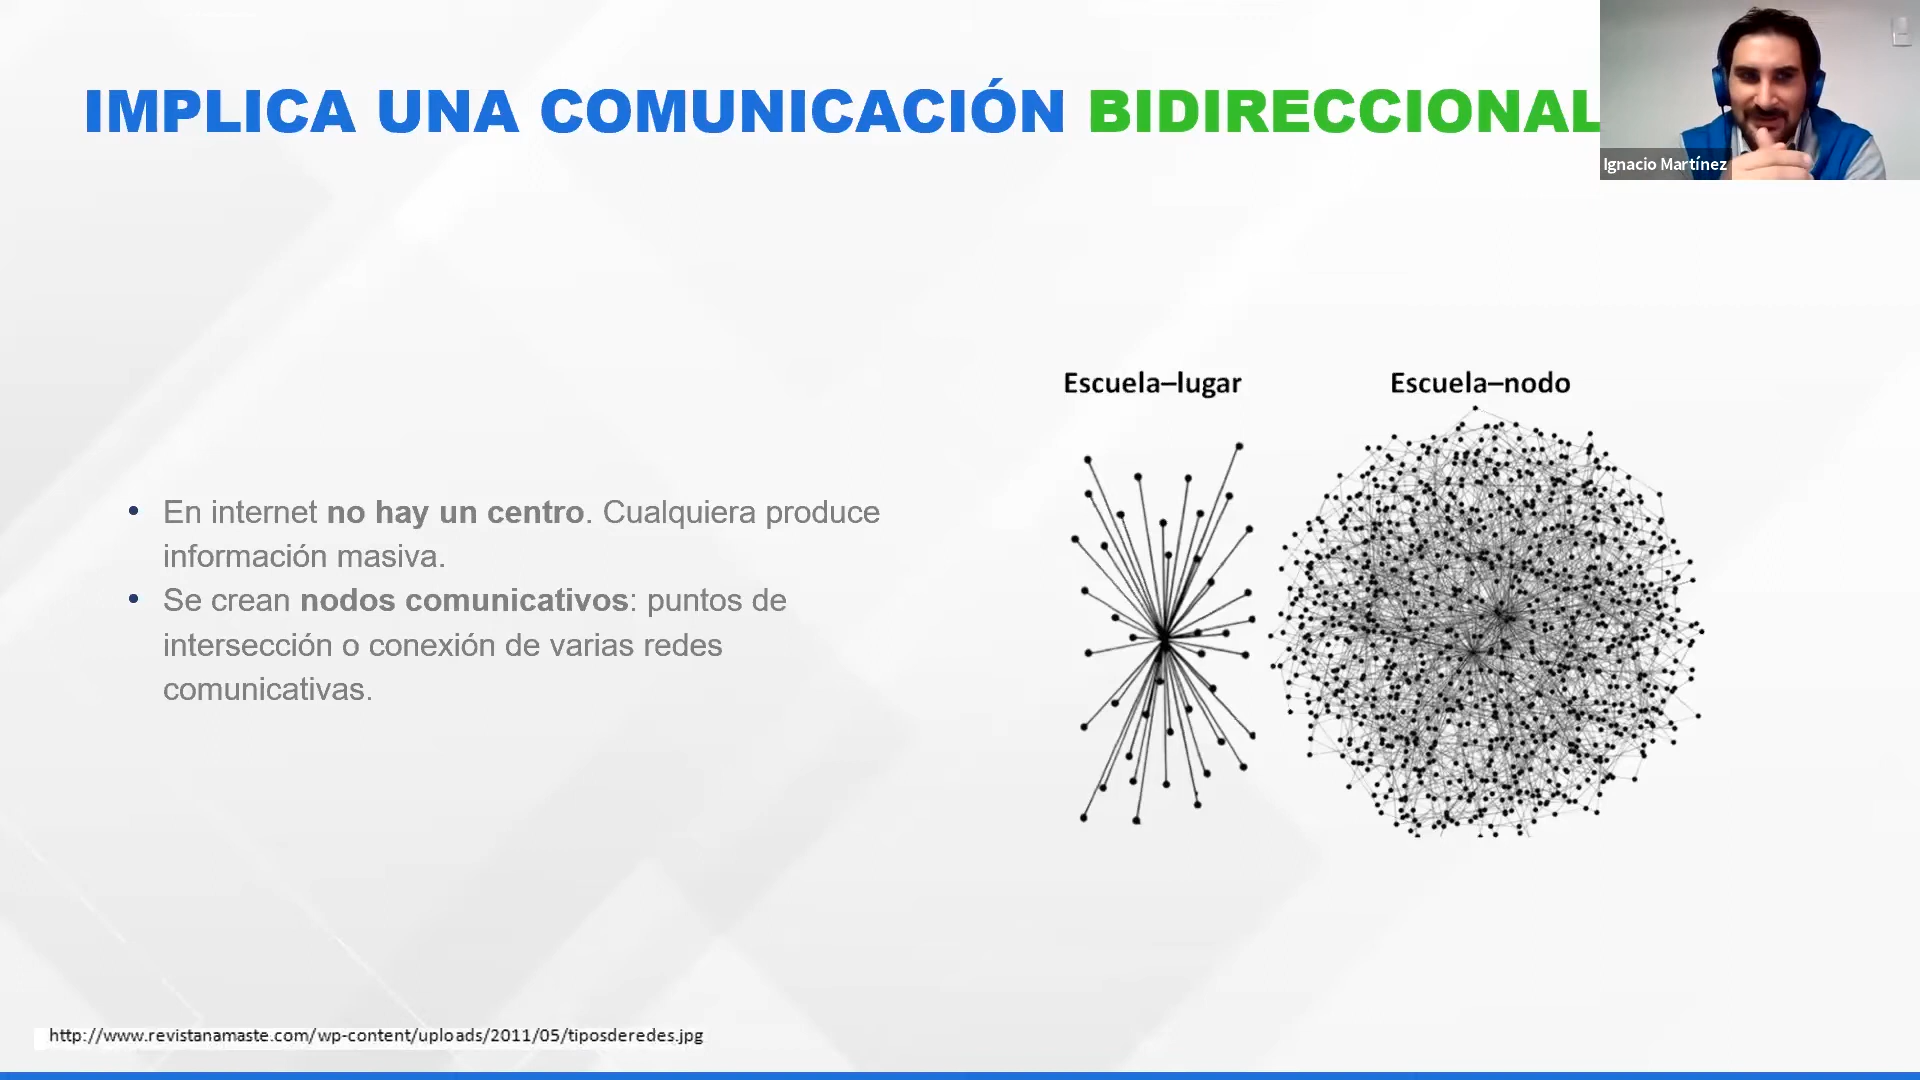 IMPLICA UNA COMUNICACIÓN BIDIRECCIONAL
Ignacio Martínez
Escuela–lugar
Escuela–nodo
• En internet no hay un centro. Cualquiera produce
información masiva.
• Se crean nodos comunicativos: puntos de
intersección o conexión de varias redes
comunicativas.
http://www.revistanamaste.com/wp-content/uploads/2011/05/tiposderedes.jpg